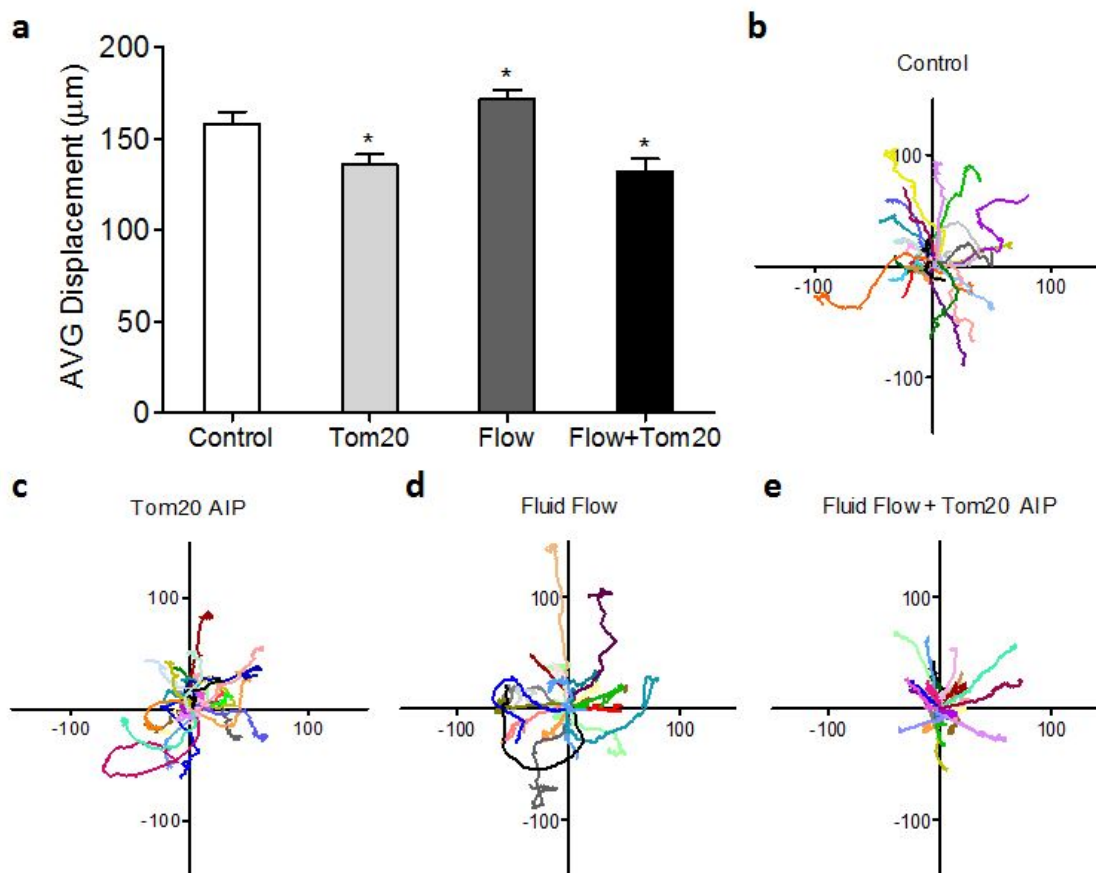 a
AVG Displacement (μm)
200
150
100
50
0
*
*
*
Control
Tom20
Flow
Flow+Tom20
b
Control
100
-100
100
-100
c
Tom20 AIP
100
-100
100
-100
d
Fluid Flow
100
-100
100
-100
e
Fluid Flow + Tom20 AIP
100
-100
100
-100